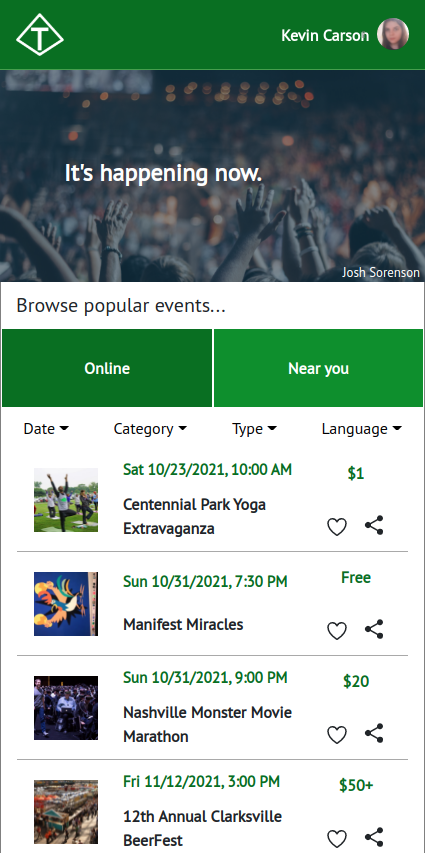 T
Kevin Carson
It's happening now.
Josh Sorenson
Browse popular events...
Online
Near you
Date
Category
Type
Language
Sat 10/23/2021, 10:00 AM
$1
Centennial Park Yoga
Extravaganza
Sun 10/31/2021, 7:30 PM
Free
Manifest Miracles
Sun 10/31/2021, 9:00 PM
$20
Nashville Monster Movie
Marathon
Fri 11/12/2021, 3:00 PM
$50+
12th Annual Clarksville
BeerFest